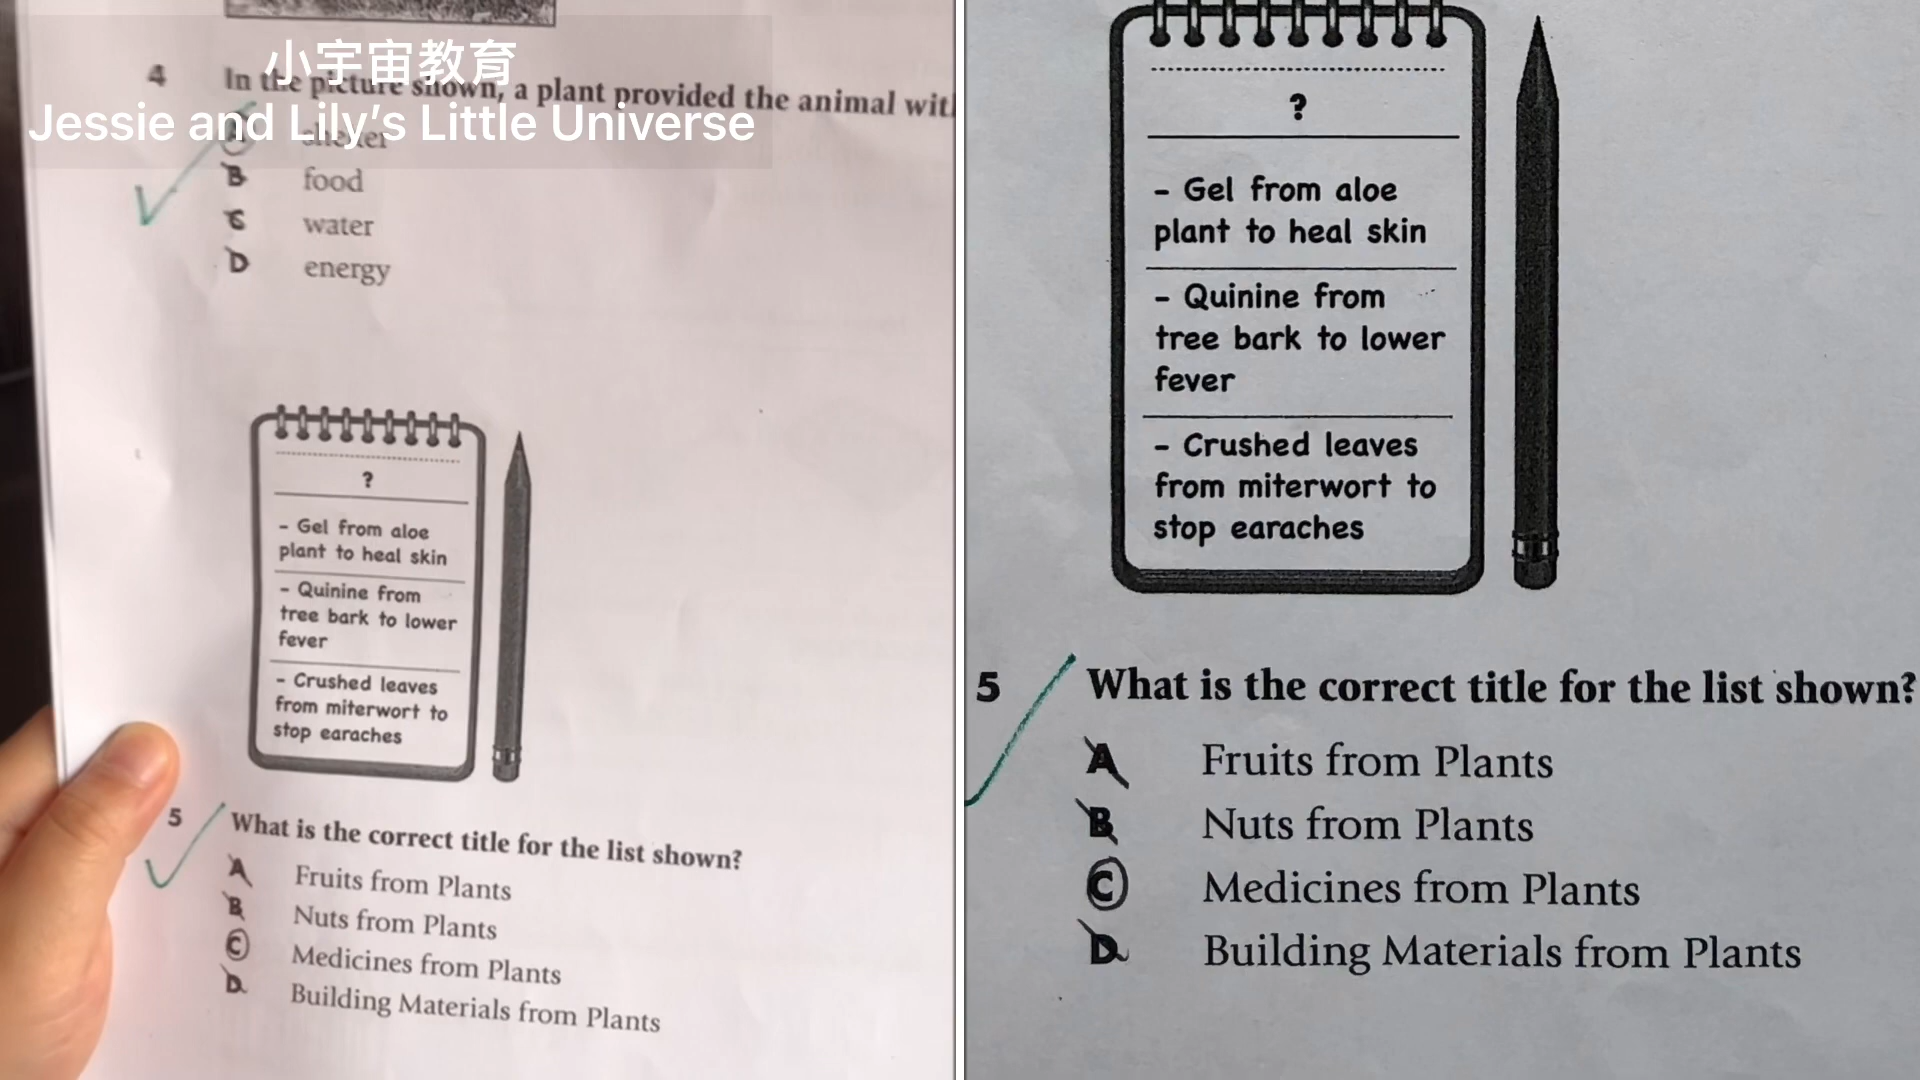 小宇宙教育
Jessie and Lily's Little Universe
4 In the picture shown, a plant provided the animal
A shelter
B food
C water
D energy
?
- Gel from aloe
plant to heal skin
- Quinine from
tree bark to lower
fever
- Crushed leaves
from miterwort to
stop earaches
5 What is the correct title for the list shown?
A Fruits from Plants
B Nuts from Plants
C Medicines from Plants
D Building Materials from Plants
?
- Gel from aloe
plant to heal skin
- Quinine from
tree bark to lower
fever
- Crushed leaves
from miterwort to
stop earaches
5 What is the correct title for the list shown?
A Fruits from Plants
B Nuts from Plants
C Medicines from Plants
D Building Materials from Plants